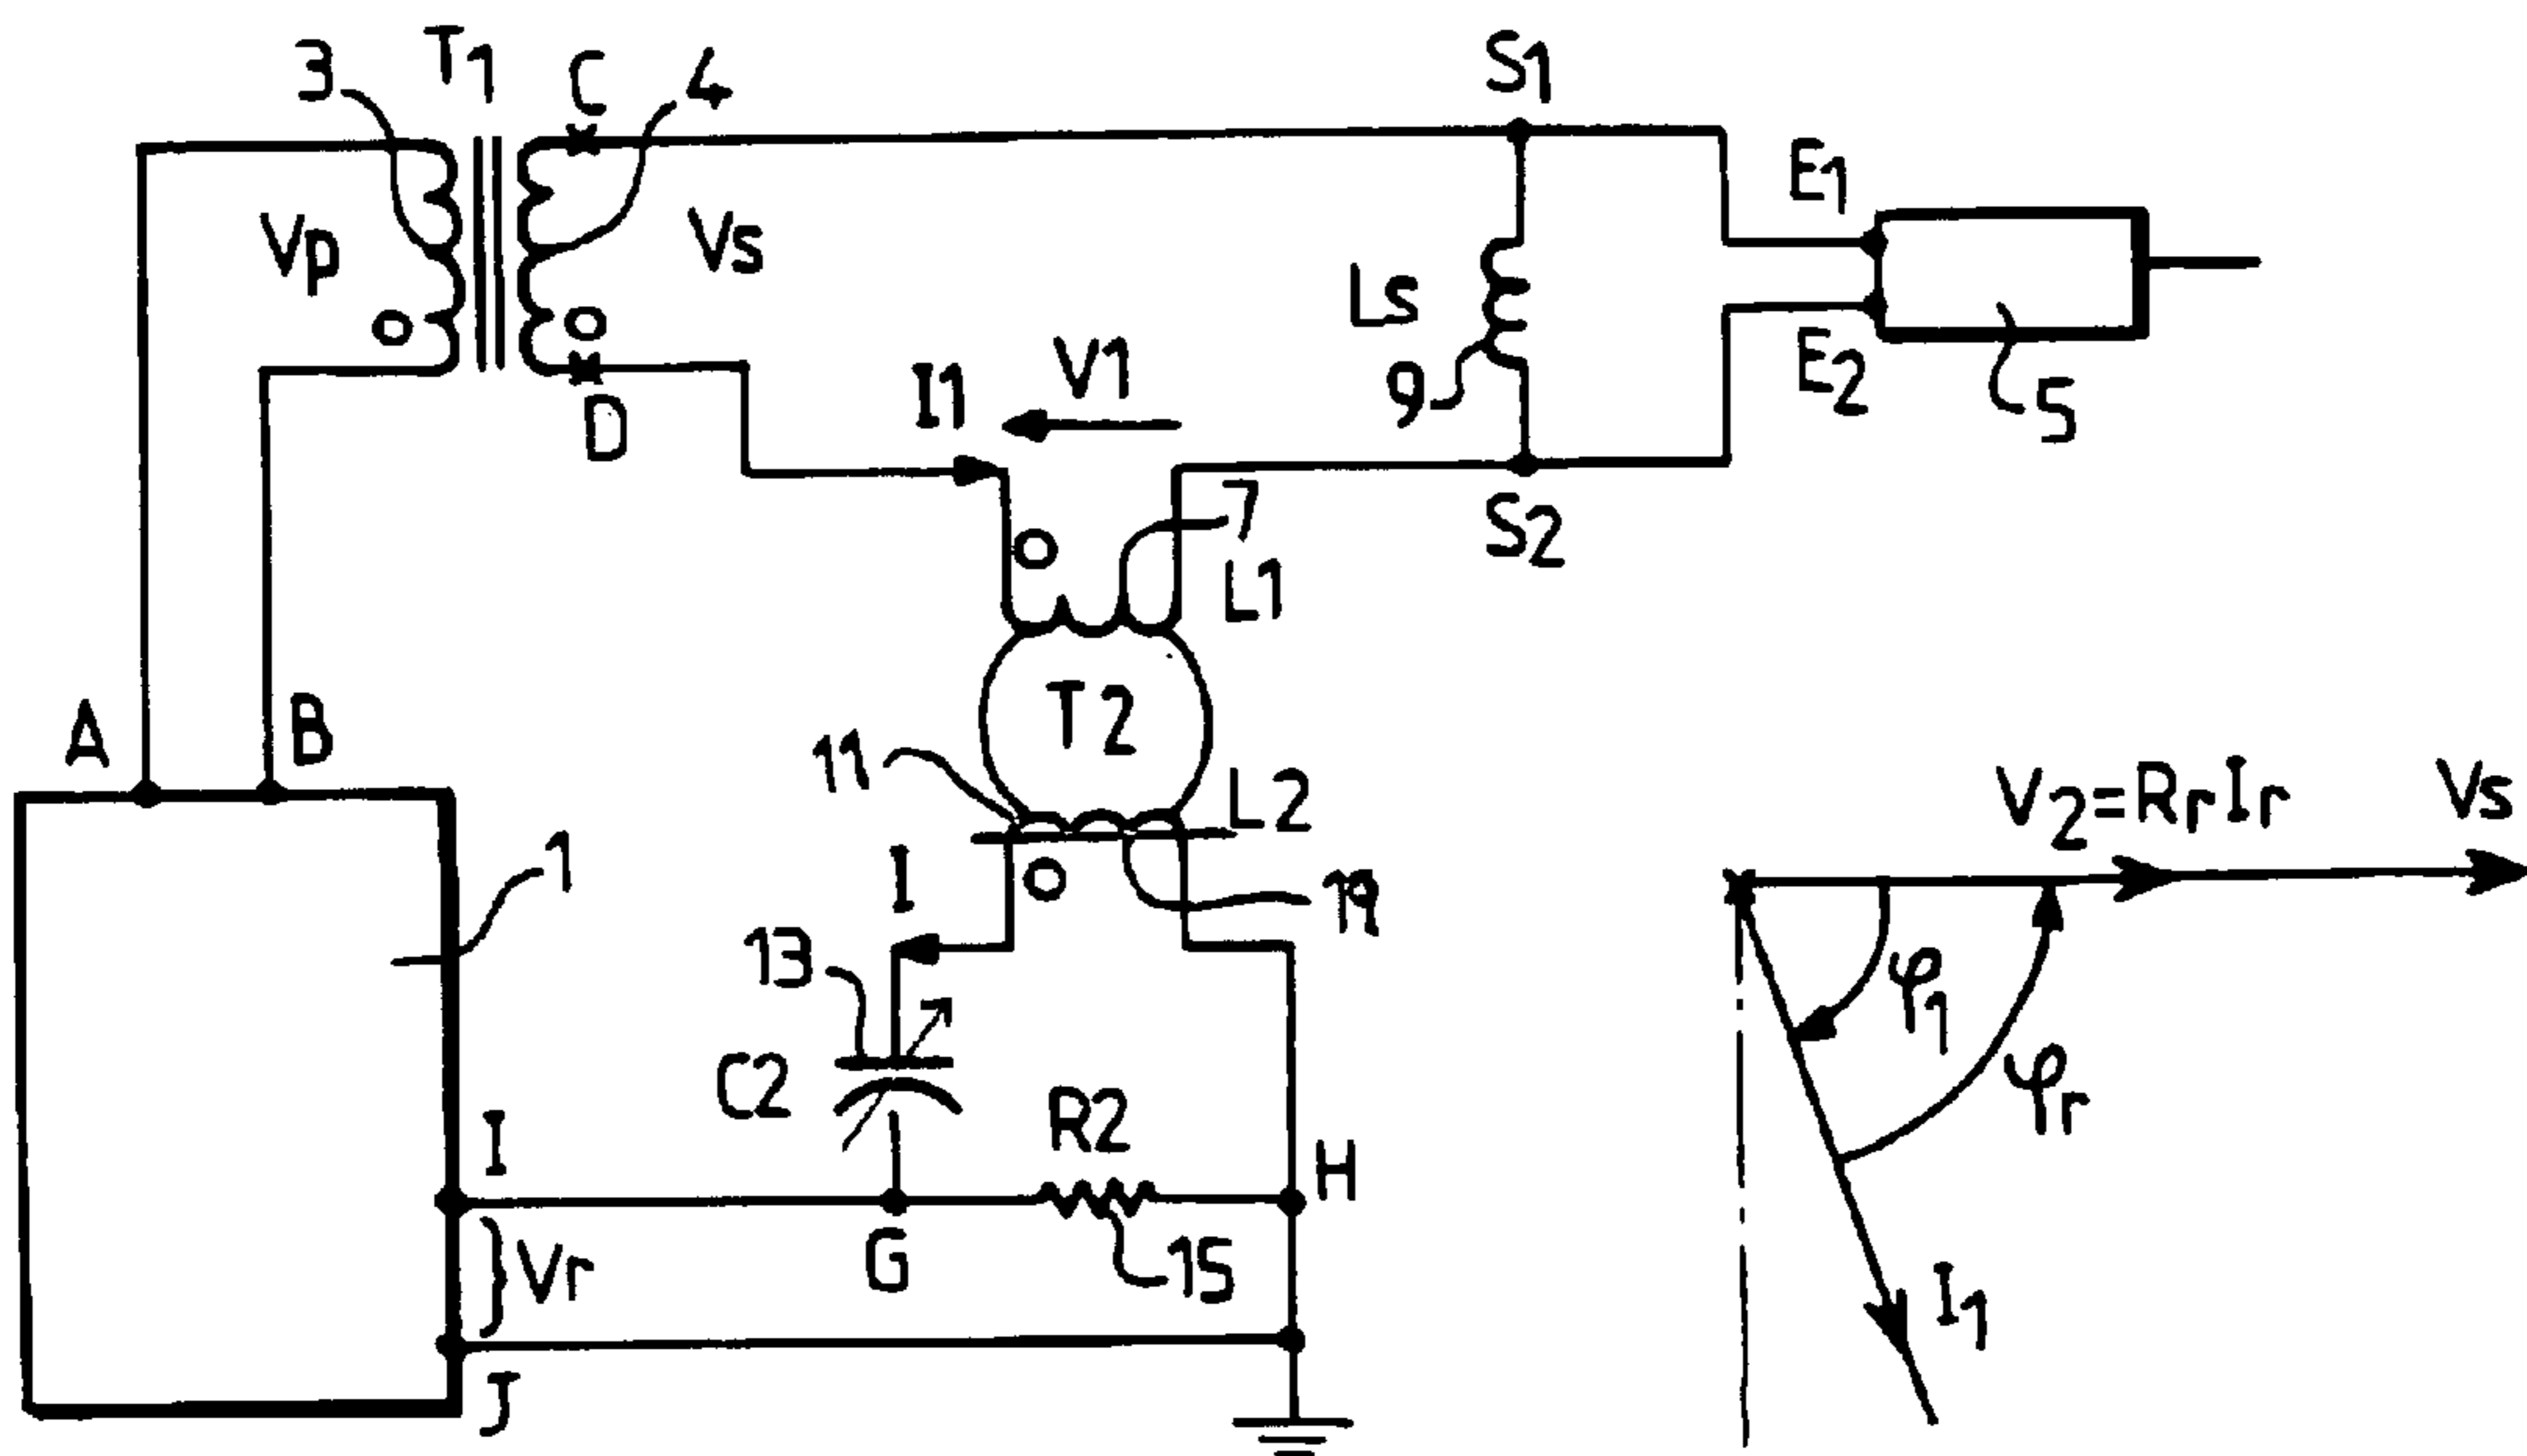 3
T1
C
4
S1
E1
Vp
Vs
Ls
V1
I1
9
E2
5
D
7
S2
L1
T2
A
B
11
L2
V2=RrIr
Vs
1
I
19
13
φ1
φr
C2
R2
I
H
G
15
Vr
I1
J